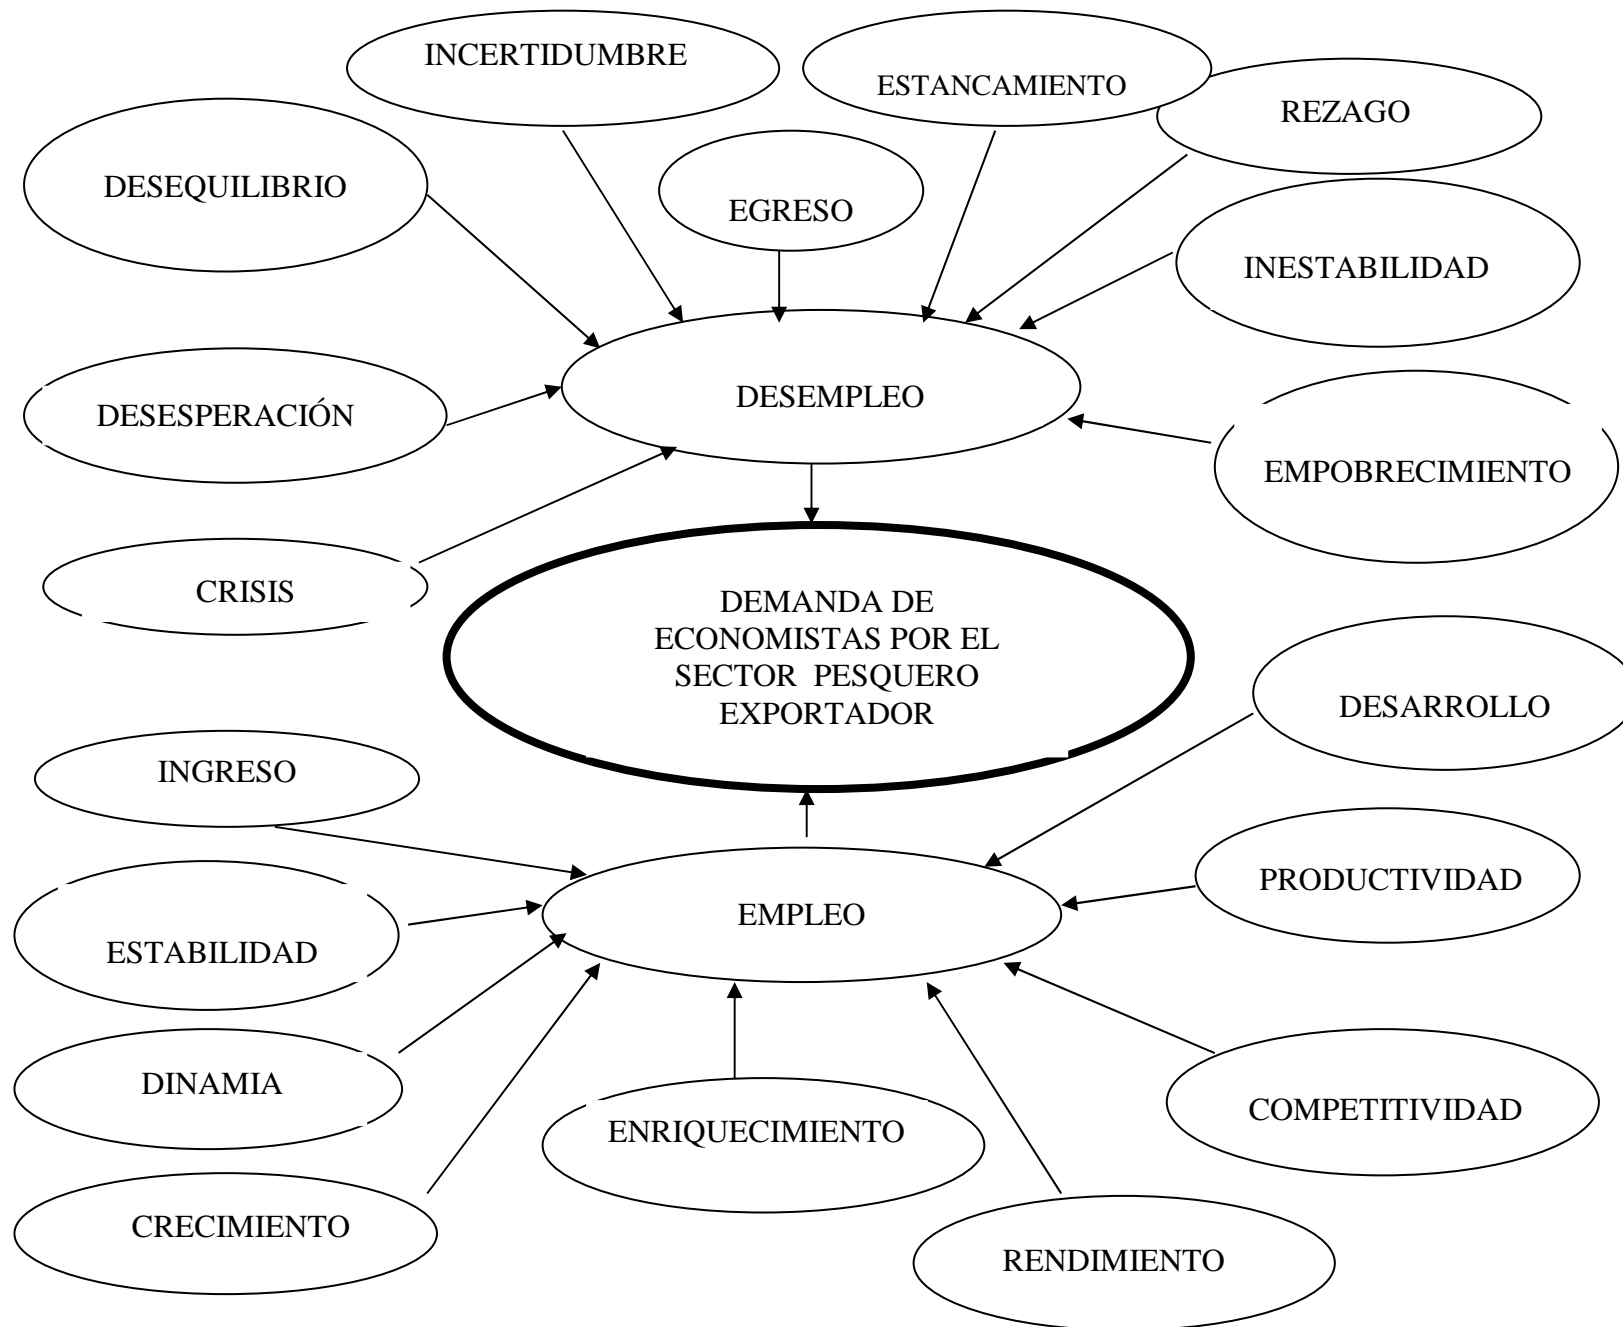 INCERTIDUMBRE
ESTANCAMIENTO
REZAGO
DESEQUILIBRIO
EGRESO
INESTABILIDAD
DESEMPLEO
DESESPERACIÓN
EMPOBRECIMIENTO
CRISIS
DEMANDA DE
ECONOMISTAS POR EL
SECTOR PESQUERO
EXPORTADOR
DESARROLLO
INGRESO
PRODUCTIVIDAD
EMPLEO
ESTABILIDAD
DINAMIA
COMPETITIVIDAD
ENRIQUECIMIENTO
CRECIMIENTO
RENDIMIENTO